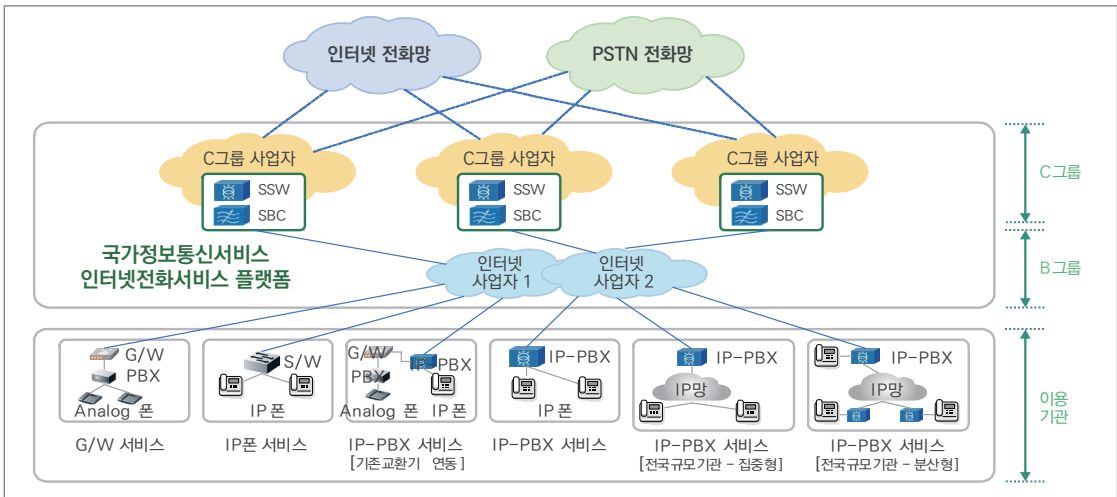 인터넷 전화망
PSTN 전화망
C그룹 사업자
SSW
SBC
C그룹 사업자
SSW
SBC
C그룹 사업자
SSW
SBC
C그룹
국가정보통신서비스
인터넷전화서비스 플랫폼
인터넷
사업자 1
인터넷
사업자 2
B그룹
G/W
PBX
Analog 폰
G/W 서비스
S/W
IP폰
IP폰 서비스
G/W
PBX
IP-PBX
Analog 폰
IP폰
IP-PBX 서비스
[기존교환기 연동]
IP-PBX
IP폰
IP-PBX 서비스
IP-PBX
IP망
IP-PBX 서비스
[전국규모기관 - 집중형]
IP-PBX
IP망
IP-PBX 서비스
[전국규모기관 - 분산형]
이용
기관